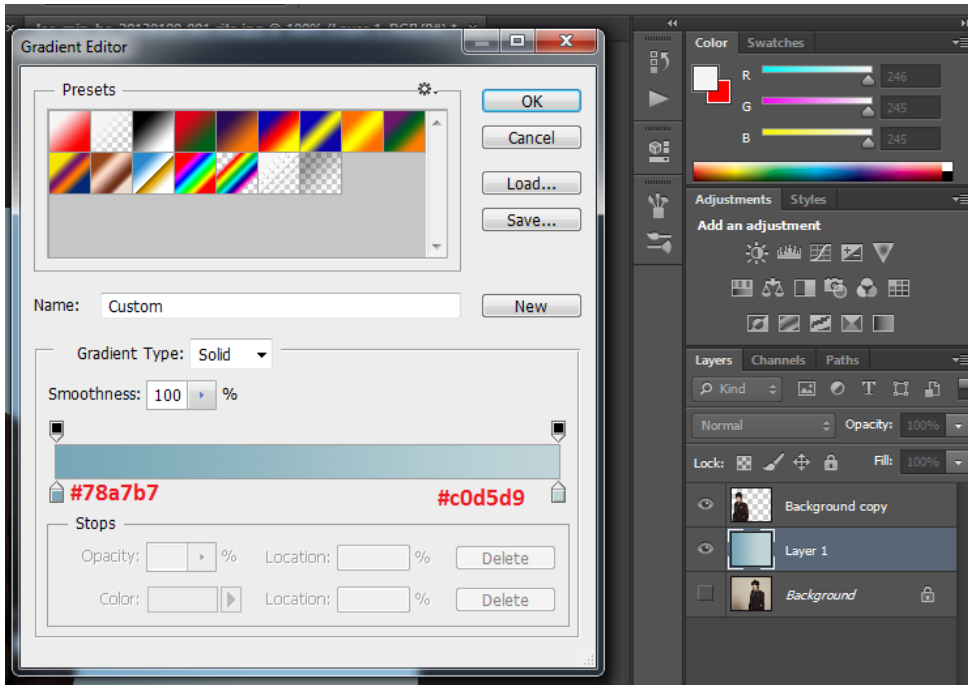 Gradient Editor
Presets
OK
Cancel
Load...
Save...
Name: Custom
New
Gradient Type: Solid
Smoothness: 100 %
#78a7b7
#c0d5d9
Stops
Opacity: % Location: % Delete
Color: Location: % Delete
Color Swatches
R 246
G 245
B 245
Adjustments Styles
Add an adjustment
Layers Channels Paths
Kind
Normal Opacity: 100%
Lock: Fill: 100%
Background copy
Layer 1
Background